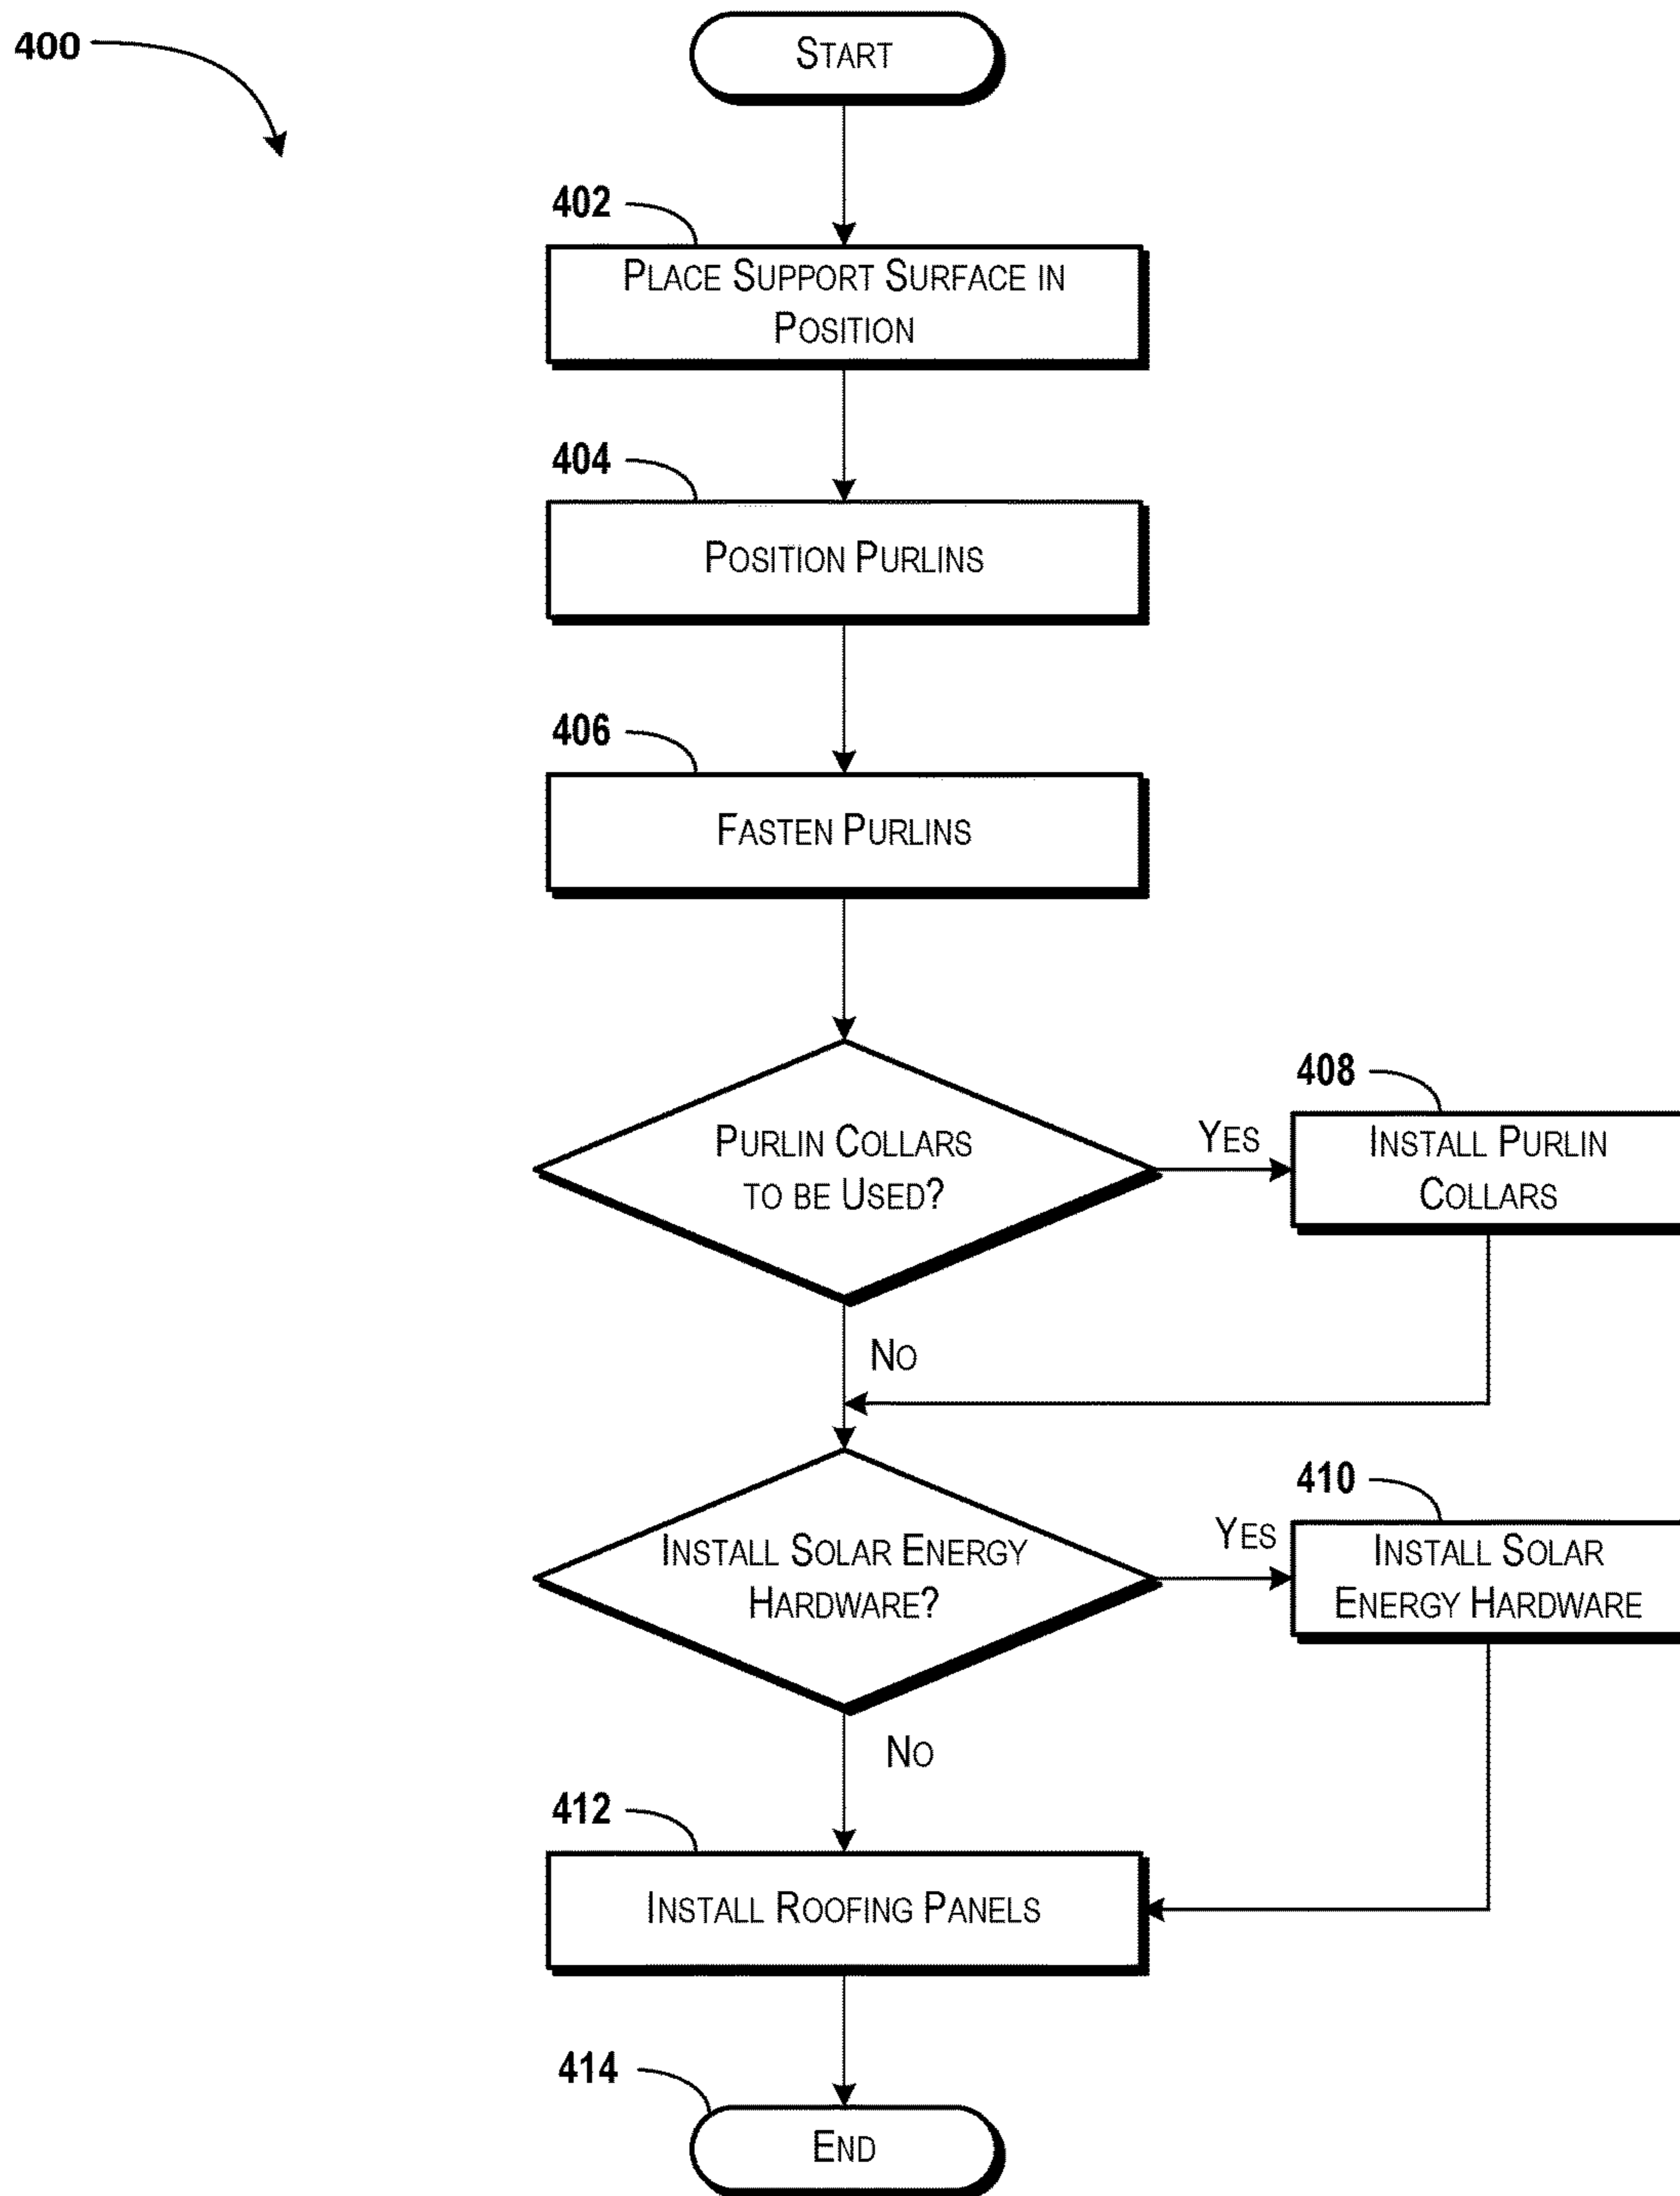 400
START
402
PLACE SUPPORT SURFACE IN
POSITION
404
POSITION PURLINS
406
FASTEN PURLINS
PURLIN COLLARS
TO BE USED?
YES
408
INSTALL PURLIN
COLLARS
NO
INSTALL SOLAR ENERGY
HARDWARE?
YES
410
INSTALL SOLAR
ENERGY HARDWARE
NO
412
INSTALL ROOFING PANELS
414
END